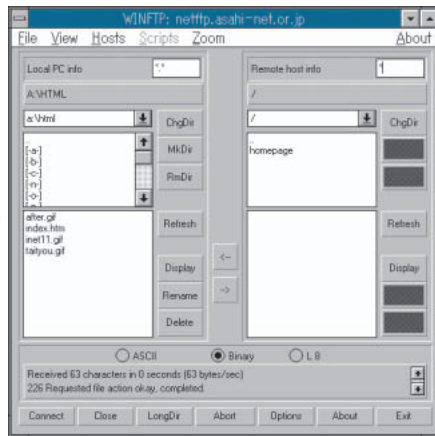 WINFTP: netftp.asahi-net.or.jp
File View Hosts Scripts Zoom About
Local PC info *.*
A:\HTML
a:\html
ChgDir
MkDir
RmDir
..
[-a-]
[-b-]
[-c-]
[-n-]
[-o-]
after.gif
index.htm
inet11.gif
taityou.gif
Refresh
Display
Rename
Delete
<--
-->
Remote host info
/
/
ChgDir
..
homepage
Refresh
Display
ASCII Binary L 8
Received 63 characters in 0 seconds (63 bytes/sec)
226 Requested file action okay, completed.
Connect Close LongDir Abort Options About Exit